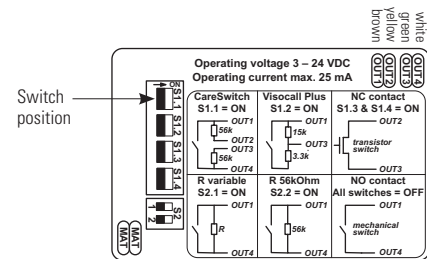 white
green
yellow
brown
OUT4
OUT3
OUT2
OUT1
Operating voltage 3 – 24 VDC
Operating current max. 25 mA
Switch
position
ON
S1.1
S1.2
S1.3
S1.4
1
2
S2
MAT
MAT
CareSwitch
S1.1 = ON
OUT1
56k
OUT2
OUT3
56k
OUT4
Visocall Plus
S1.2 = ON
OUT1
15k
OUT3
3.3k
OUT4
NC contact
S1.3 & S1.4 = ON
OUT2
transistor
switch
OUT3
R variable
S2.1 = ON
OUT1
R
OUT4
R 56kOhm
S2.2 = ON
OUT1
56k
OUT4
NO contact
All switches = OFF
OUT1
mechanical
switch
OUT4